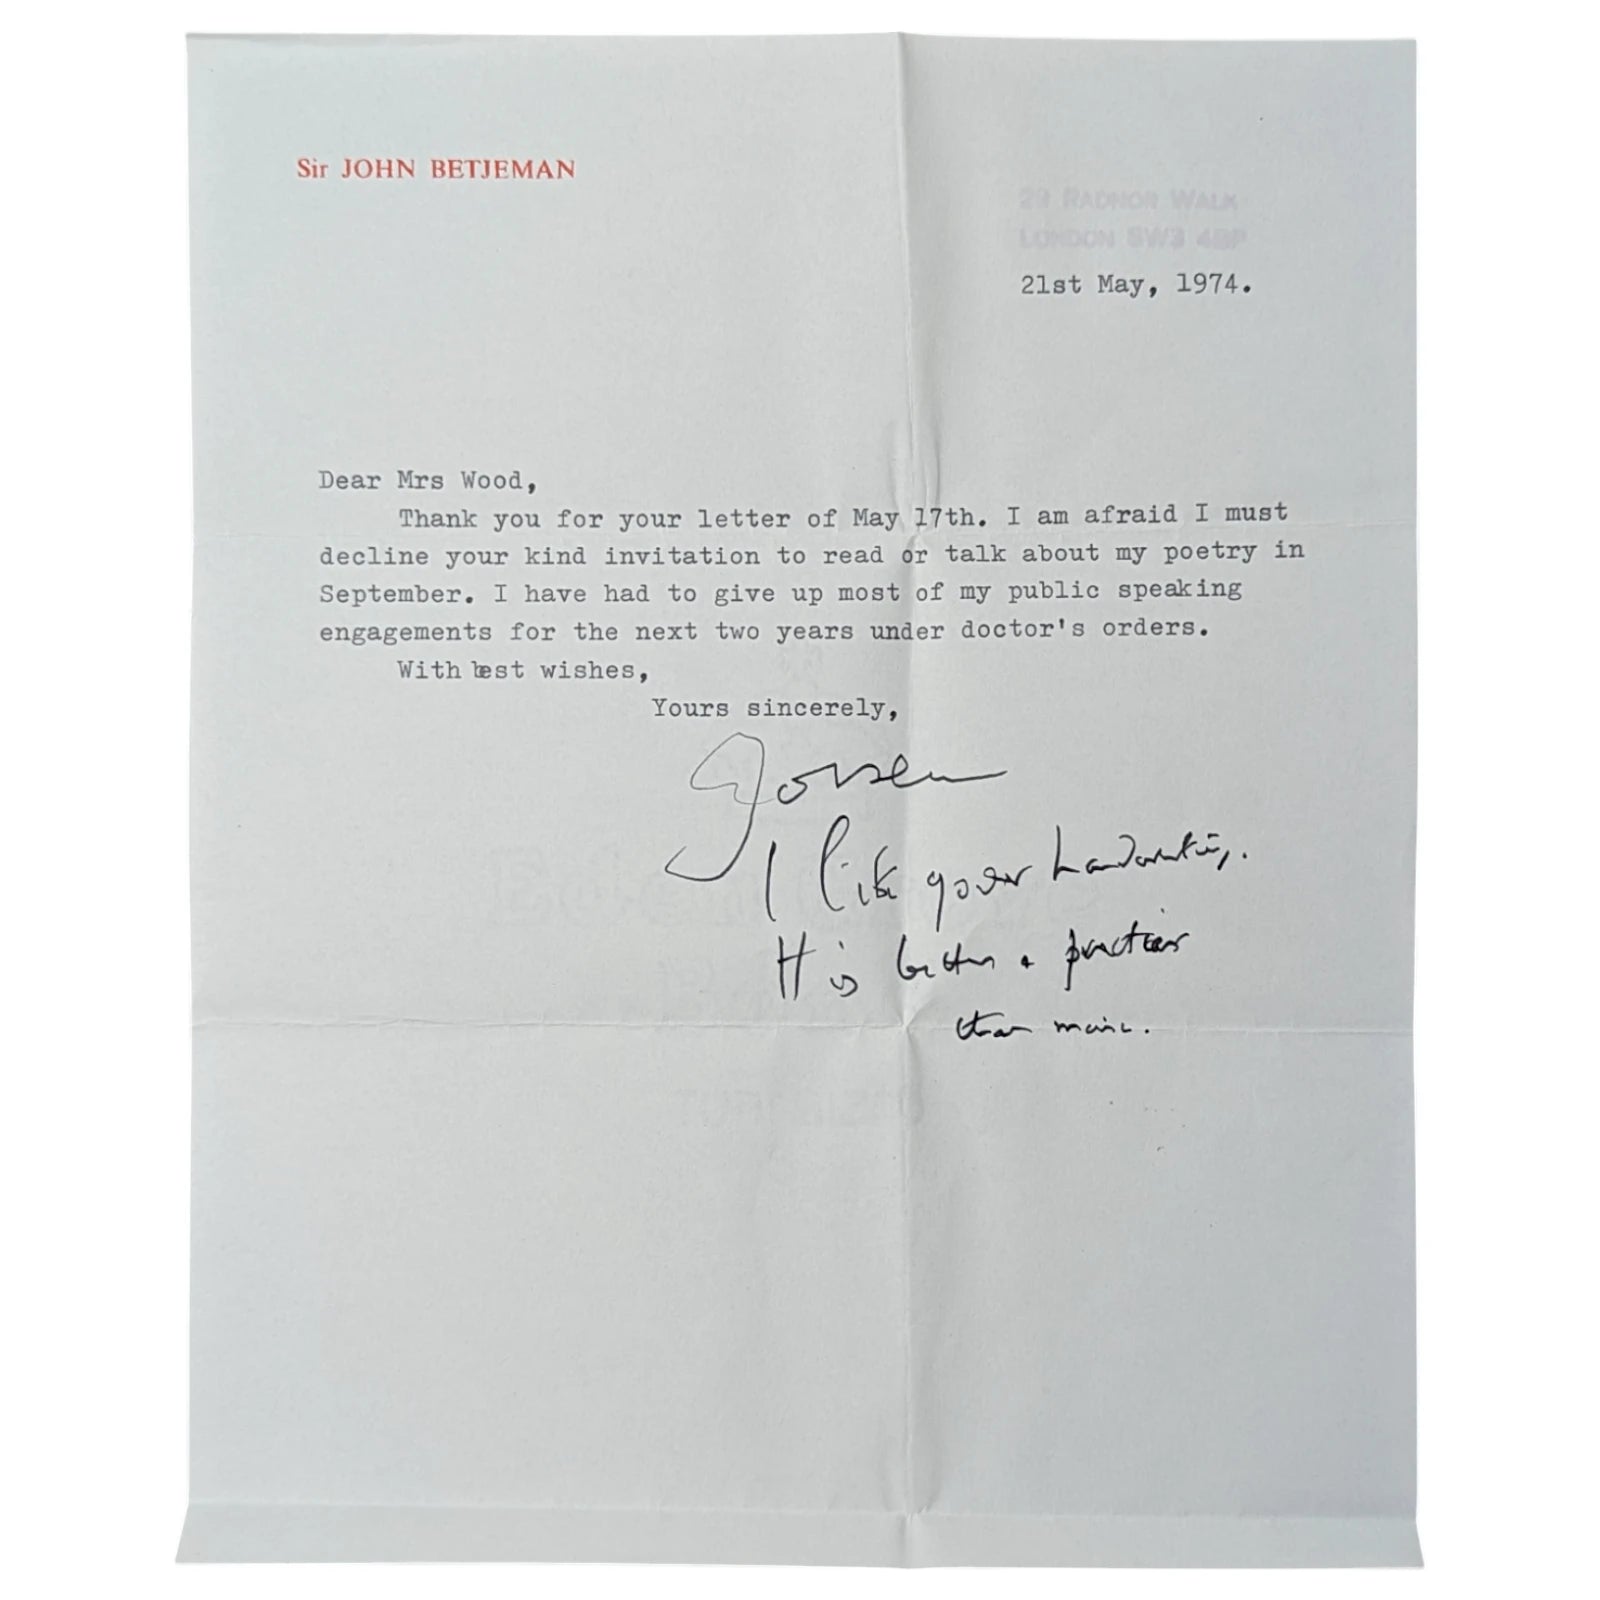 Sir JOHN BETJEMAN
29 RADNOR WALK
LONDON SW3 4BP
21st May, 1974.
Dear Mrs Wood,
Thank you for your letter of May 17th. I am afraid I must
decline your kind invitation to read or talk about my poetry in
September. I have had to give up most of my public speaking
engagements for the next two years under doctor's orders.
With best wishes,
Yours sincerely,
I like your handwriting.
It is better + prettier
than mine.